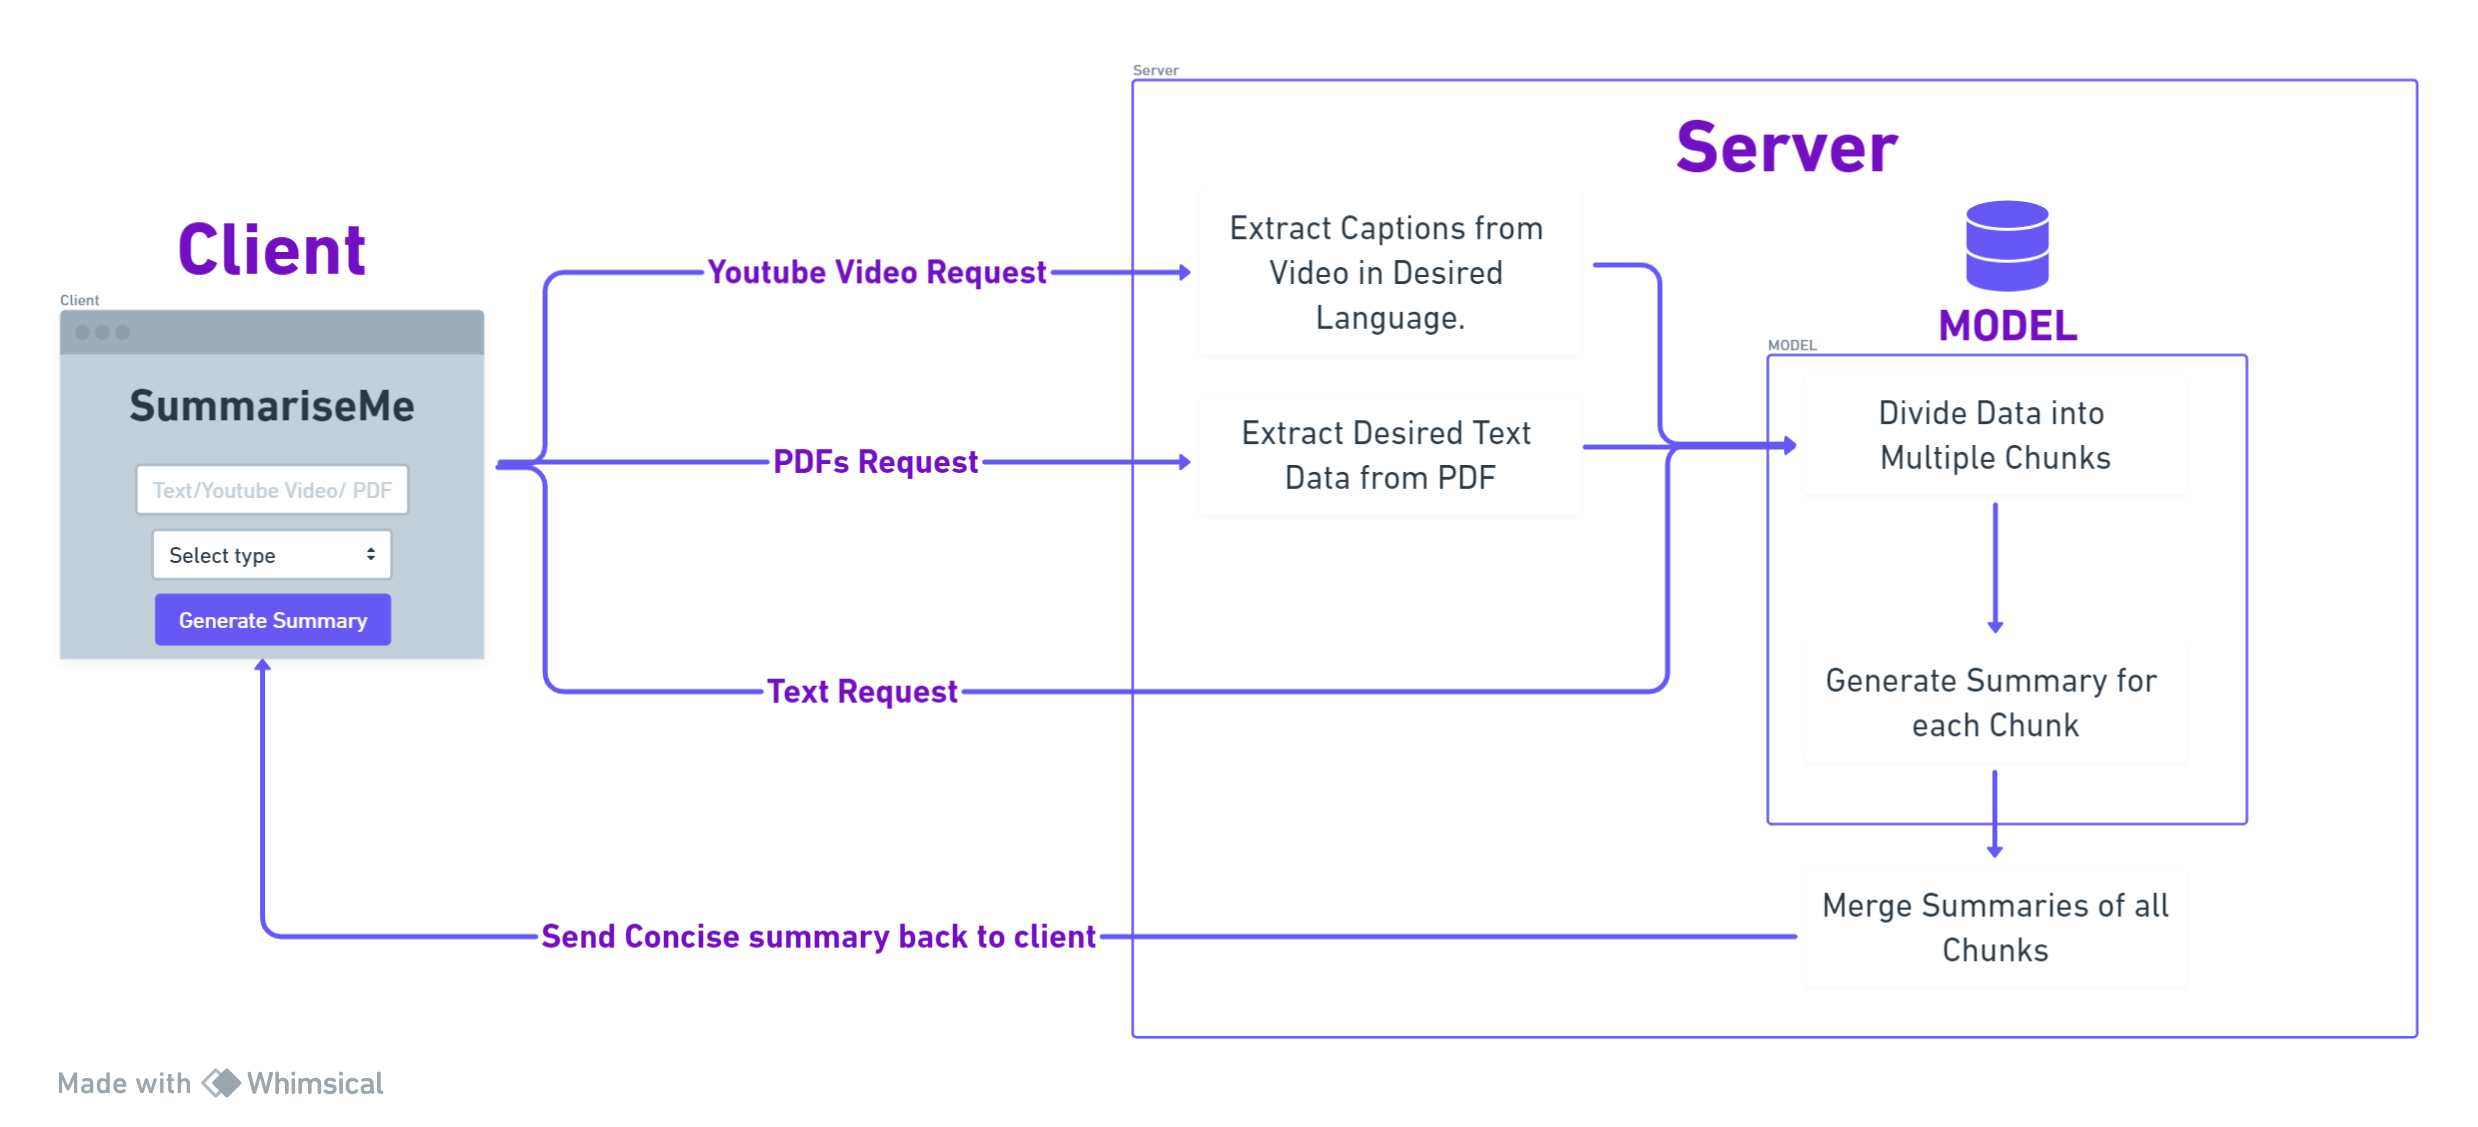 Server
Server
Client
Client
SummariseMe
Text/Youtube Video/ PDF
Select type
Generate Summary
Youtube Video Request
PDFs Request
Text Request
Send Concise summary back to client
Extract Captions from
Video in Desired
Language.
Extract Desired Text
Data from PDF
MODEL
MODEL
Divide Data into
Multiple Chunks
Generate Summary for
each Chunk
Merge Summaries of all
Chunks
Made with Whimsical